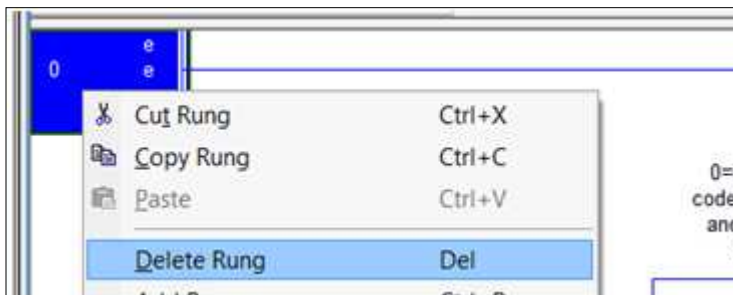 e
0 e
Cut Rung Ctrl+X
Copy Rung Ctrl+C
Paste Ctrl+V
0=
code
and
Delete Rung Del